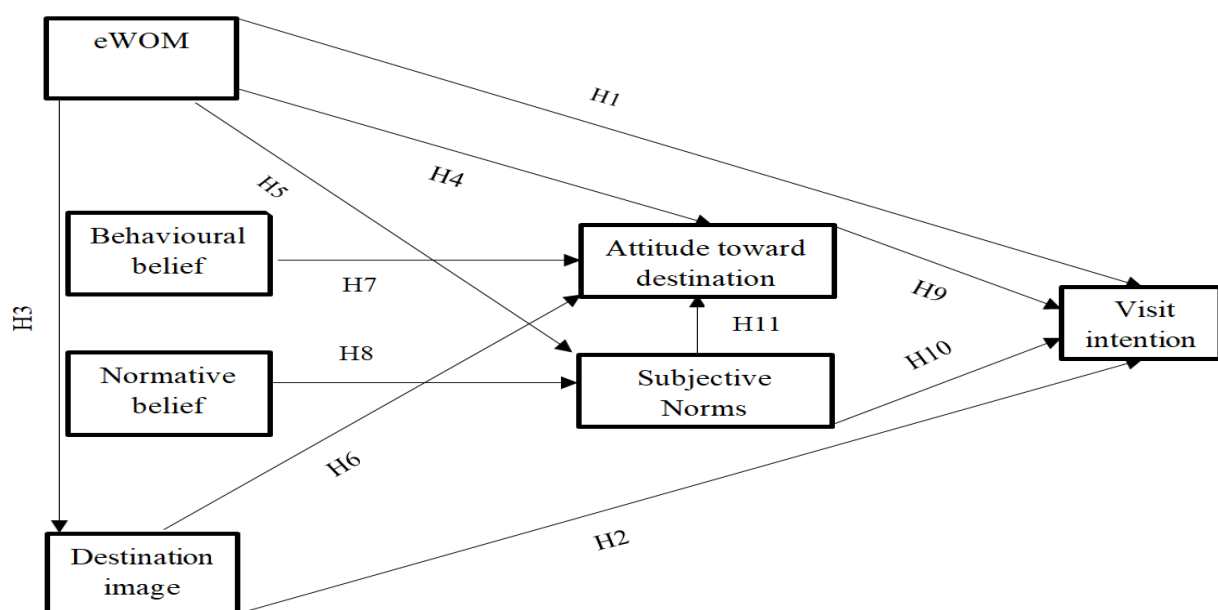 eWOM
H1
H4
H5
Behavioural
belief
Attitude toward
destination
H7
H9
Visit
intention
H3
H11
H8
H10
Normative
belief
Subjective
Norms
H6
H2
Destination
image